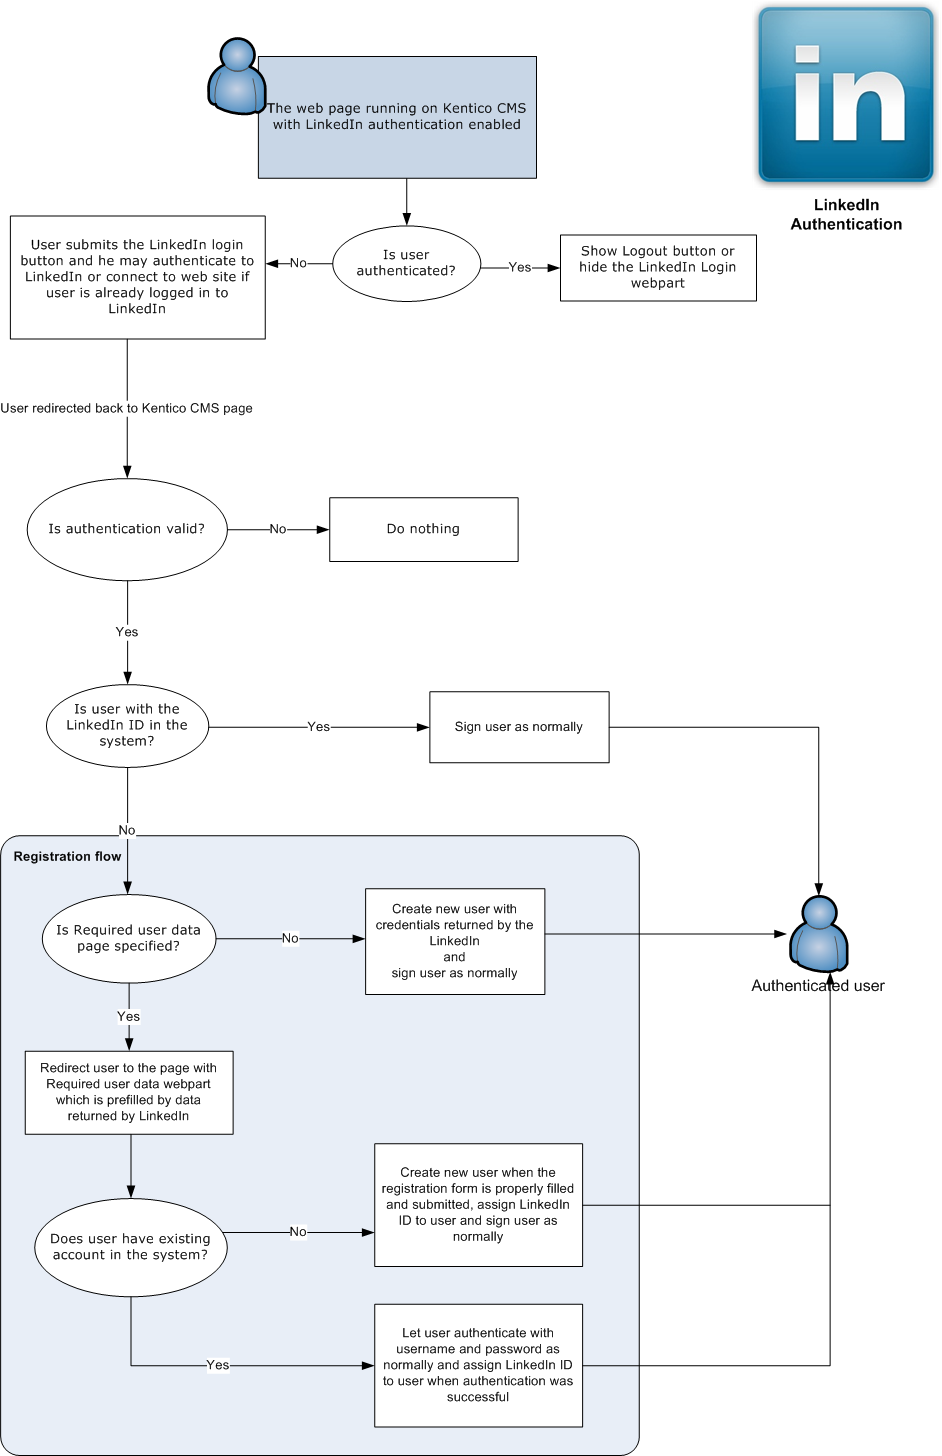 in
LinkedIn
Authentication
The web page running on Kentico CMS
with LinkedIn authentication enabled
Is user
authenticated?
No
Yes
User submits the LinkedIn login
button and he may authenticate to
LinkedIn or connect to web site if
user is already logged in to
LinkedIn
Show Logout button or
hide the LinkedIn Login
webpart
User redirected back to Kentico CMS page
Is authentication valid?
No
Do nothing
Yes
Is user with the
LinkedIn ID in the
system?
Yes
Sign user as normally
No
Registration flow
Is Required user data
page specified?
No
Create new user with
credentials returned by the
LinkedIn
and
sign user as normally
Authenticated user
Yes
Redirect user to the page with
Required user data webpart
which is prefilled by data
returned by LinkedIn
Does user have existing
account in the system?
No
Create new user when the
registration form is properly filled
and submitted, assign LinkedIn
ID to user and sign user as
normally
Yes
Let user authenticate with
username and password as
normally and assign LinkedIn ID
to user when authentication was
successful